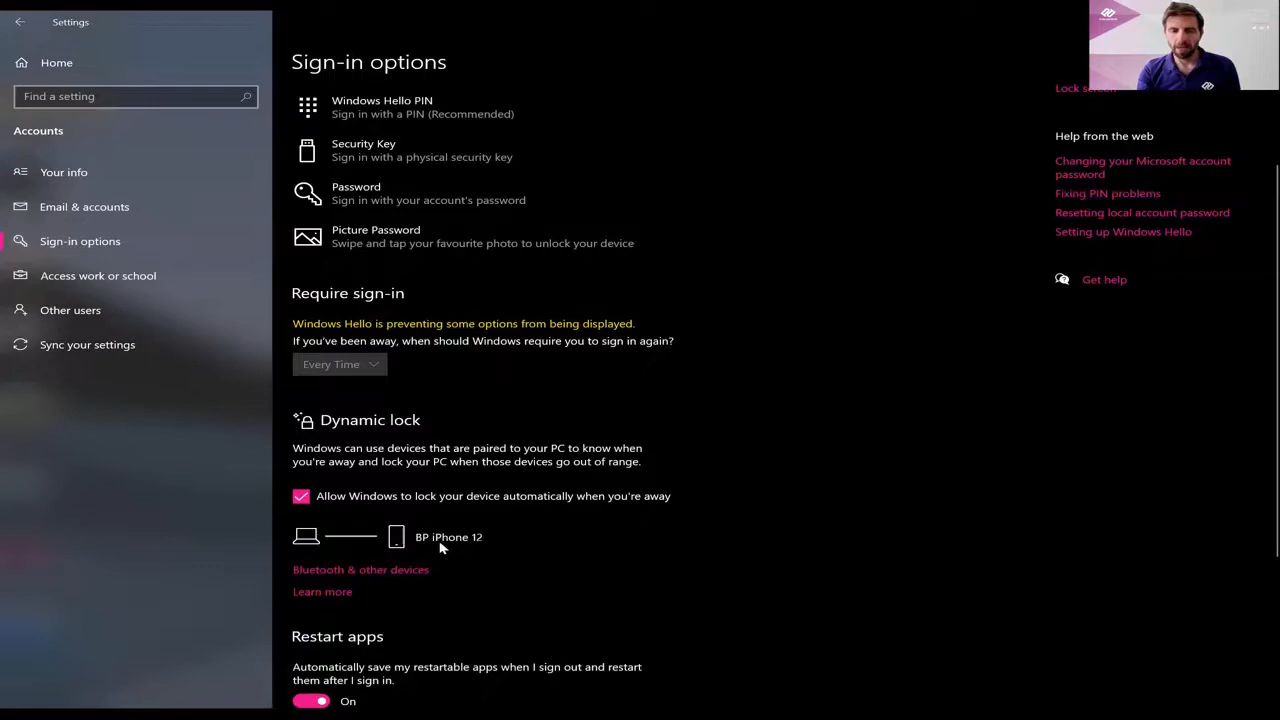 Settings
Home
Find a setting
Accounts
Your info
Email & accounts
Sign-in options
Access work or school
Other users
Sync your settings
Sign-in options
Windows Hello PIN
Sign in with a PIN (Recommended)
Security Key
Sign in with a physical security key
Password
Sign in with your account's password
Picture Password
Swipe and tap your favourite photo to unlock your device
Require sign-in
Windows Hello is preventing some options from being displayed.
If you've been away, when should Windows require you to sign in again?
Every Time
Dynamic lock
Windows can use devices that are paired to your PC to know when
you're away and lock your PC when those devices go out of range.
Allow Windows to lock your device automatically when you're away
BP iPhone 12
Bluetooth & other devices
Learn more
Restart apps
Automatically save my restartable apps when I sign out and restart
them after I sign in.
On
Lock screen
Help from the web
Changing your Microsoft account
password
Fixing PIN problems
Resetting local account password
Setting up Windows Hello
Get help